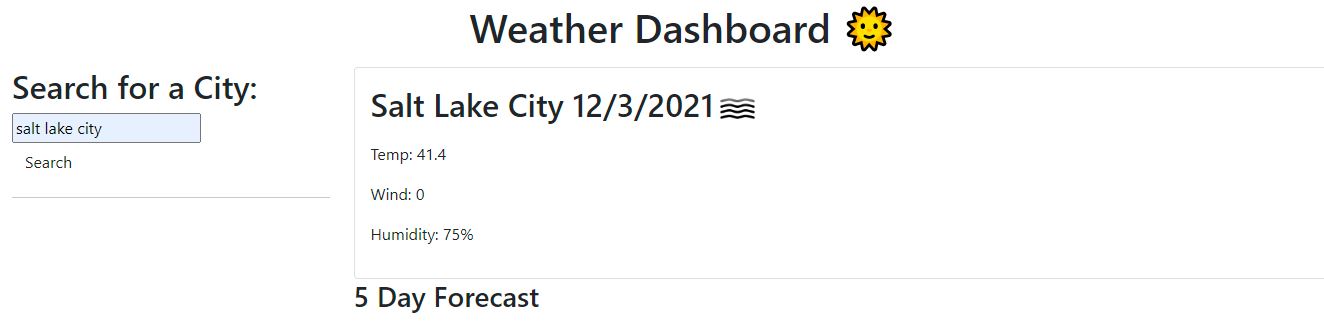 Weather Dashboard
Search for a City:
salt lake city
Search
Salt Lake City 12/3/2021
Temp: 41.4
Wind: 0
Humidity: 75%
5 Day Forecast